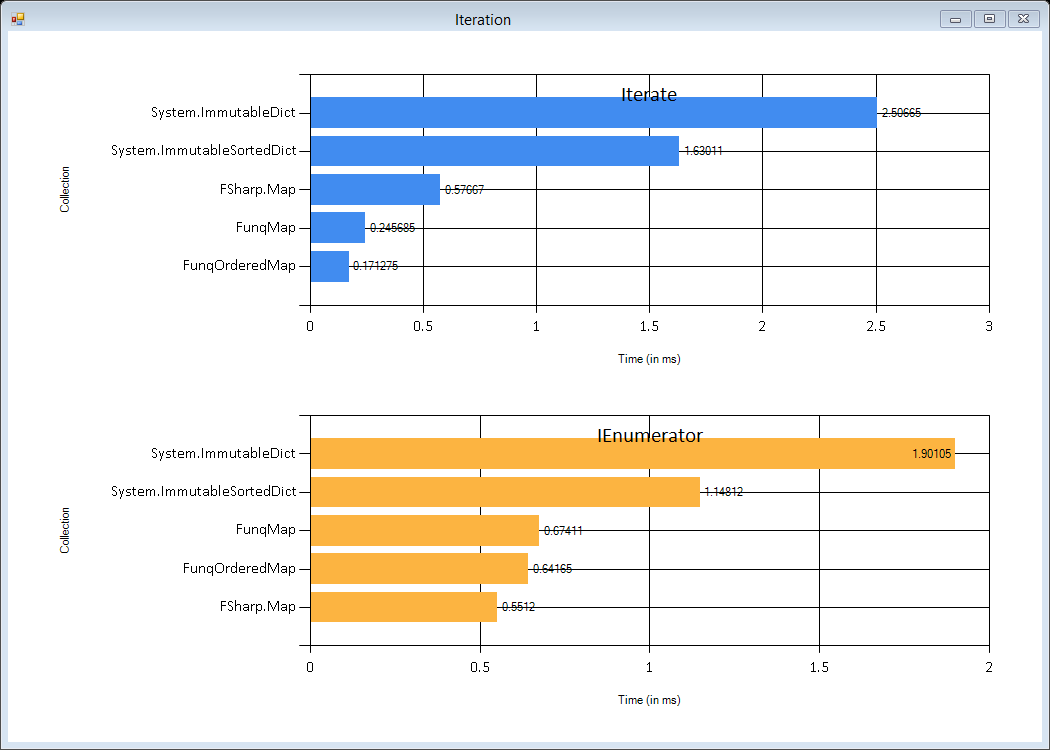 Iteration
Iterate
System.ImmutableDict
2.50665
System.ImmutableSortedDict
1.63011
FSharp.Map
0.57667
FunqMap
0.245685
FunqOrderedMap
0.171275
Collection
0 0.5 1 1.5 2 2.5 3
Time (in ms)
IEnumerator
System.ImmutableDict
1.90105
System.ImmutableSortedDict
1.14812
FunqMap
0.67411
FunqOrderedMap
0.64165
FSharp.Map
0.5512
Collection
0 0.5 1 1.5 2
Time (in ms)